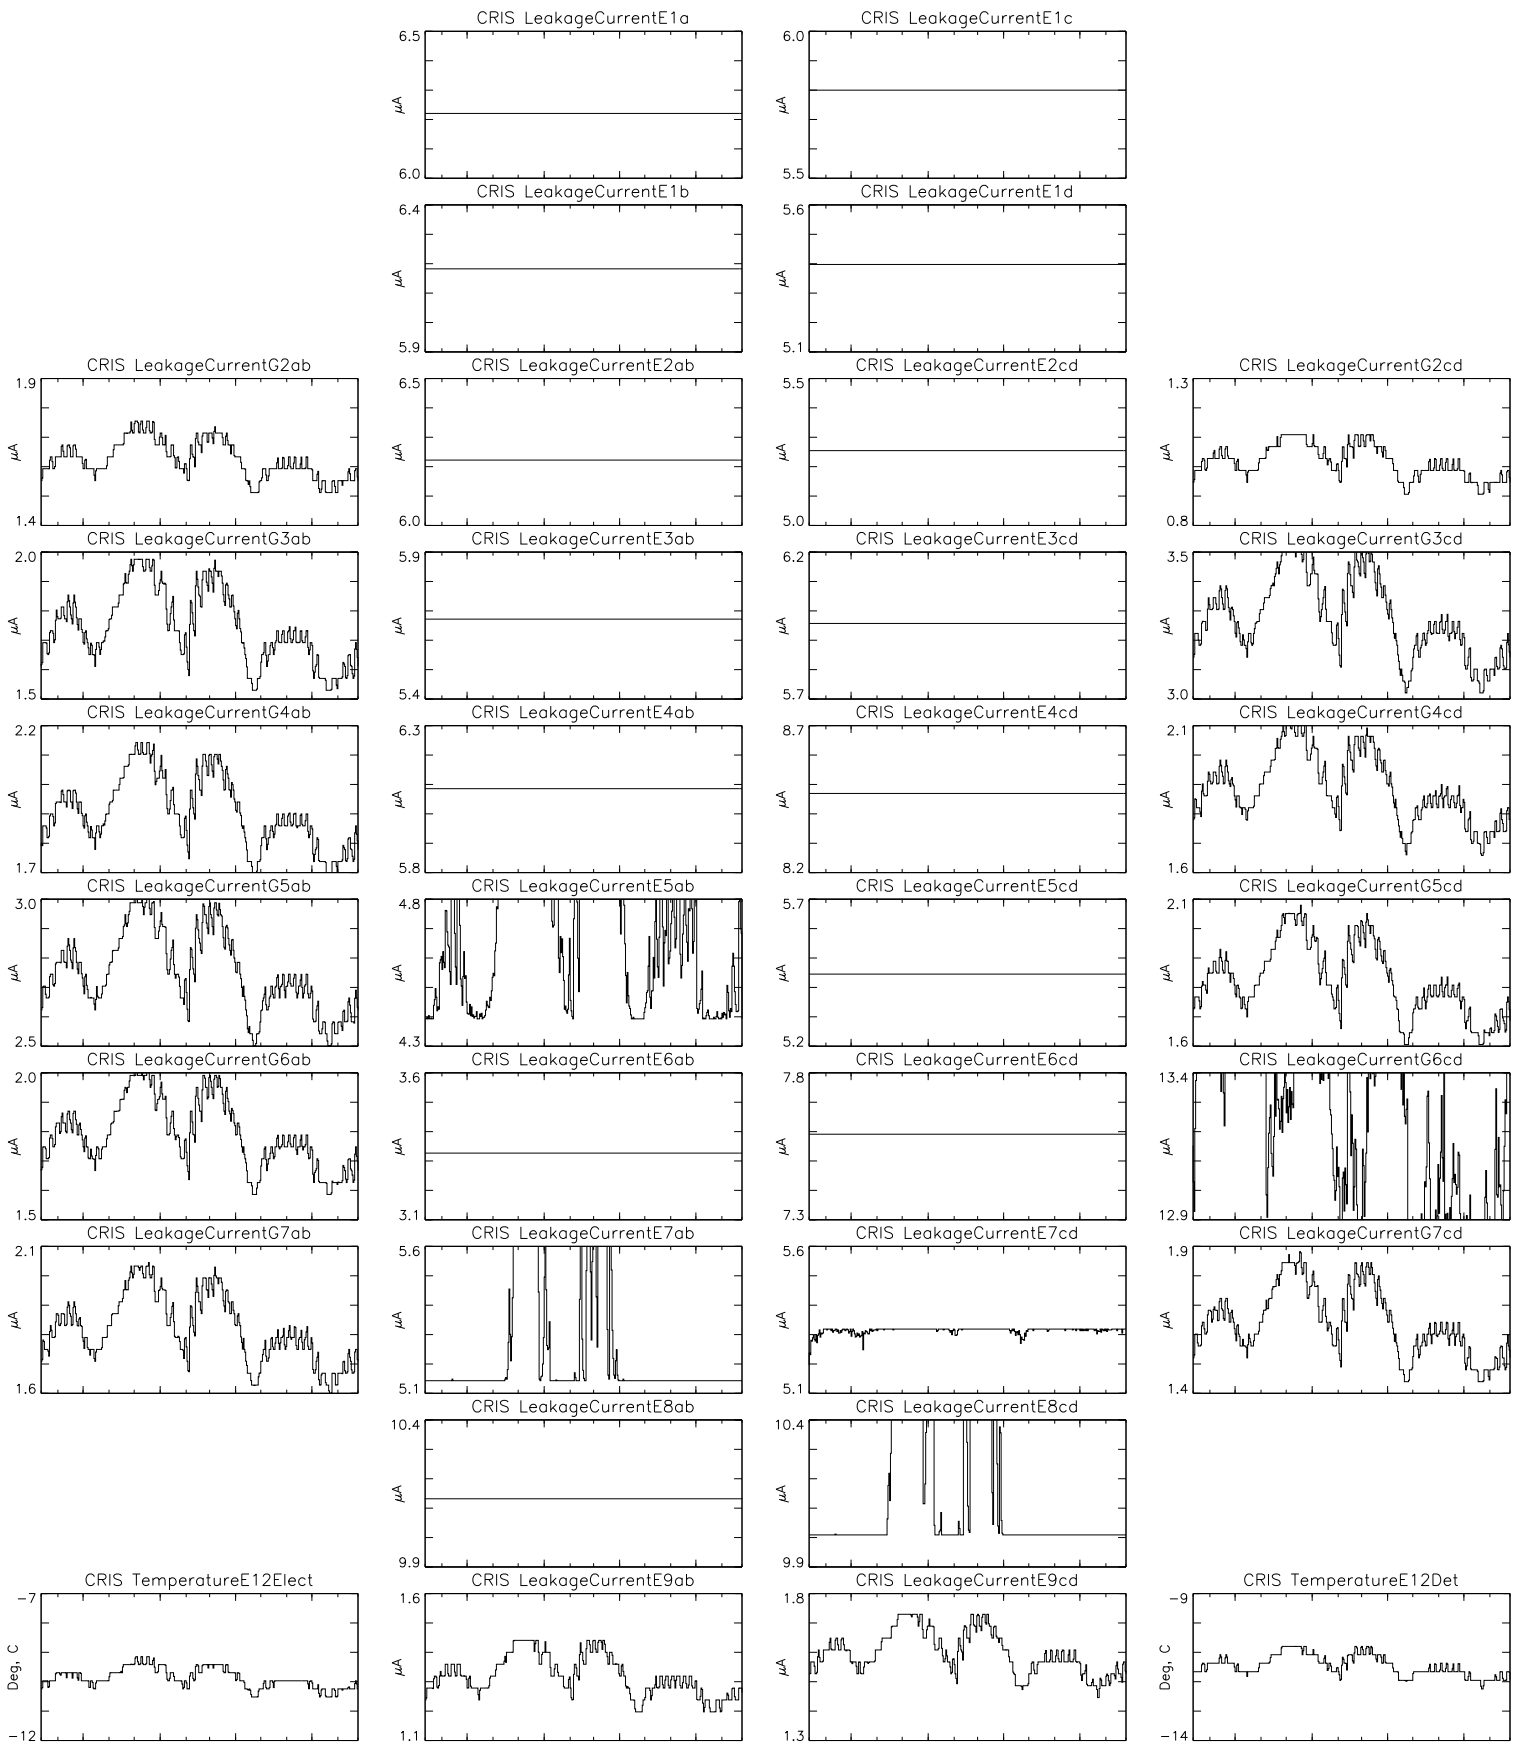 CRIS LeakageCurrentE1a
6.5
μA
6.0
CRIS LeakageCurrentE1c
6.0
μA
5.5
CRIS LeakageCurrentE1b
6.4
μA
5.9
CRIS LeakageCurrentE1d
5.6
μA
5.1
CRIS LeakageCurrentG2ab
1.9
μA
1.4
CRIS LeakageCurrentE2ab
6.5
μA
6.0
CRIS LeakageCurrentE2cd
5.5
μA
5.0
CRIS LeakageCurrentG2cd
1.3
μA
0.8
CRIS LeakageCurrentG3ab
2.0
μA
1.5
CRIS LeakageCurrentE3ab
5.9
μA
5.4
CRIS LeakageCurrentE3cd
6.2
μA
5.7
CRIS LeakageCurrentG3cd
3.5
μA
3.0
CRIS LeakageCurrentG4ab
2.2
μA
1.7
CRIS LeakageCurrentE4ab
6.3
μA
5.8
CRIS LeakageCurrentE4cd
8.7
μA
8.2
CRIS LeakageCurrentG4cd
2.1
μA
1.6
CRIS LeakageCurrentG5ab
3.0
μA
2.5
CRIS LeakageCurrentE5ab
4.8
μA
4.3
CRIS LeakageCurrentE5cd
5.7
μA
5.2
CRIS LeakageCurrentG5cd
2.1
μA
1.6
CRIS LeakageCurrentG6ab
2.0
μA
1.5
CRIS LeakageCurrentE6ab
3.6
μA
3.1
CRIS LeakageCurrentE6cd
7.8
μA
7.3
CRIS LeakageCurrentG6cd
13.4
μA
12.9
CRIS LeakageCurrentG7ab
2.1
μA
1.6
CRIS LeakageCurrentE7ab
5.6
μA
5.1
CRIS LeakageCurrentE7cd
5.6
μA
5.1
CRIS LeakageCurrentG7cd
1.9
μA
1.4
CRIS LeakageCurrentE8ab
10.4
μA
9.9
CRIS LeakageCurrentE8cd
10.4
μA
9.9
CRIS TemperatureE12Elect
-7
Deg, C
-12
CRIS LeakageCurrentE9ab
1.6
μA
1.1
CRIS LeakageCurrentE9cd
1.8
μA
1.3
CRIS TemperatureE12Det
-9
Deg, C
-14